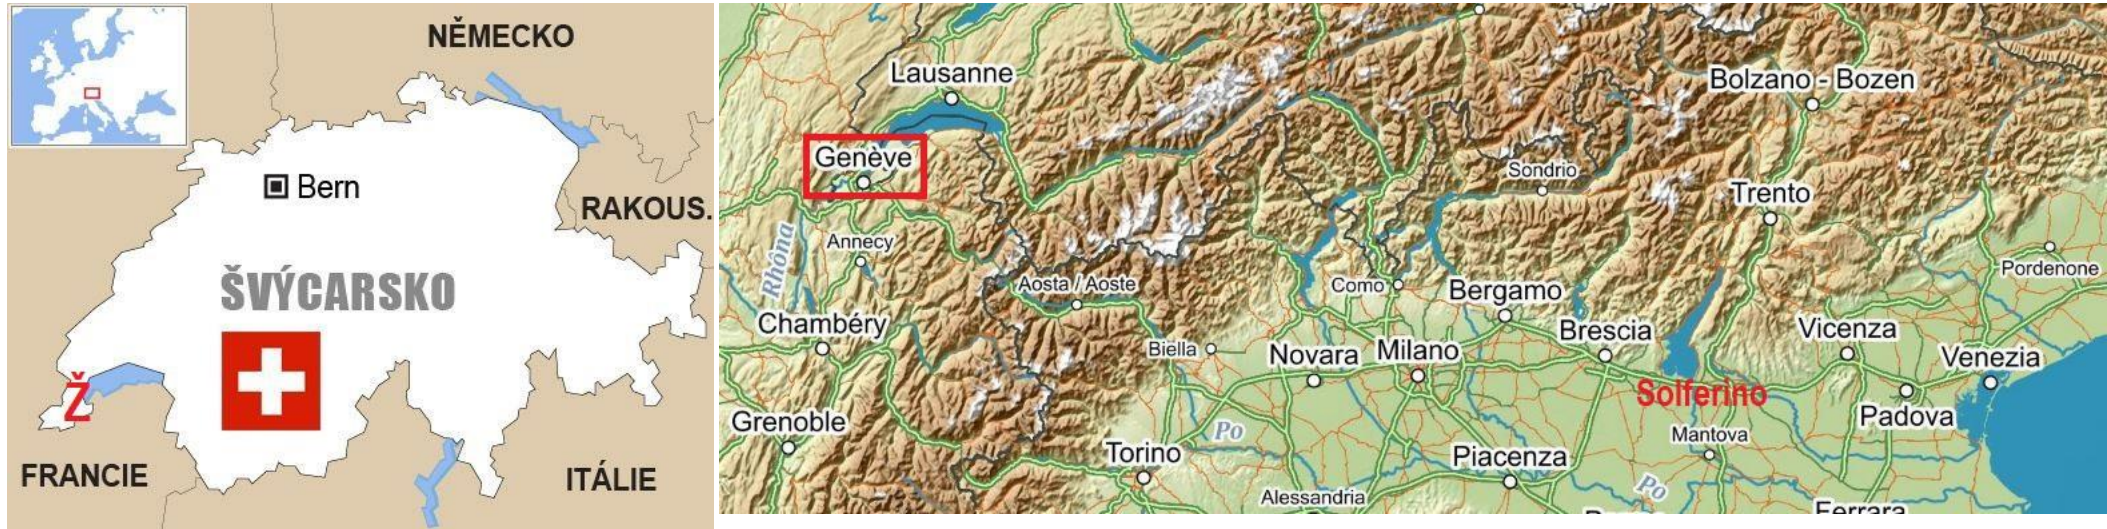 NĚMECKO
Bern
RAKOUS.
ŠVÝCARSKO
Ž
FRANCIE
ITÁLIE
Lausanne
Bolzano - Bozen
Genève
Sondrio
Trento
Rhôna
Annecy
Pordenone
Aosta / Aoste
Como
Bergamo
Chambéry
Brescia
Vicenza
Biella
Novara
Milano
Venezia
Solferino
Grenoble
Padova
Po
Mantova
Torino
Piacenza
Po
Alessandria
Ferrara